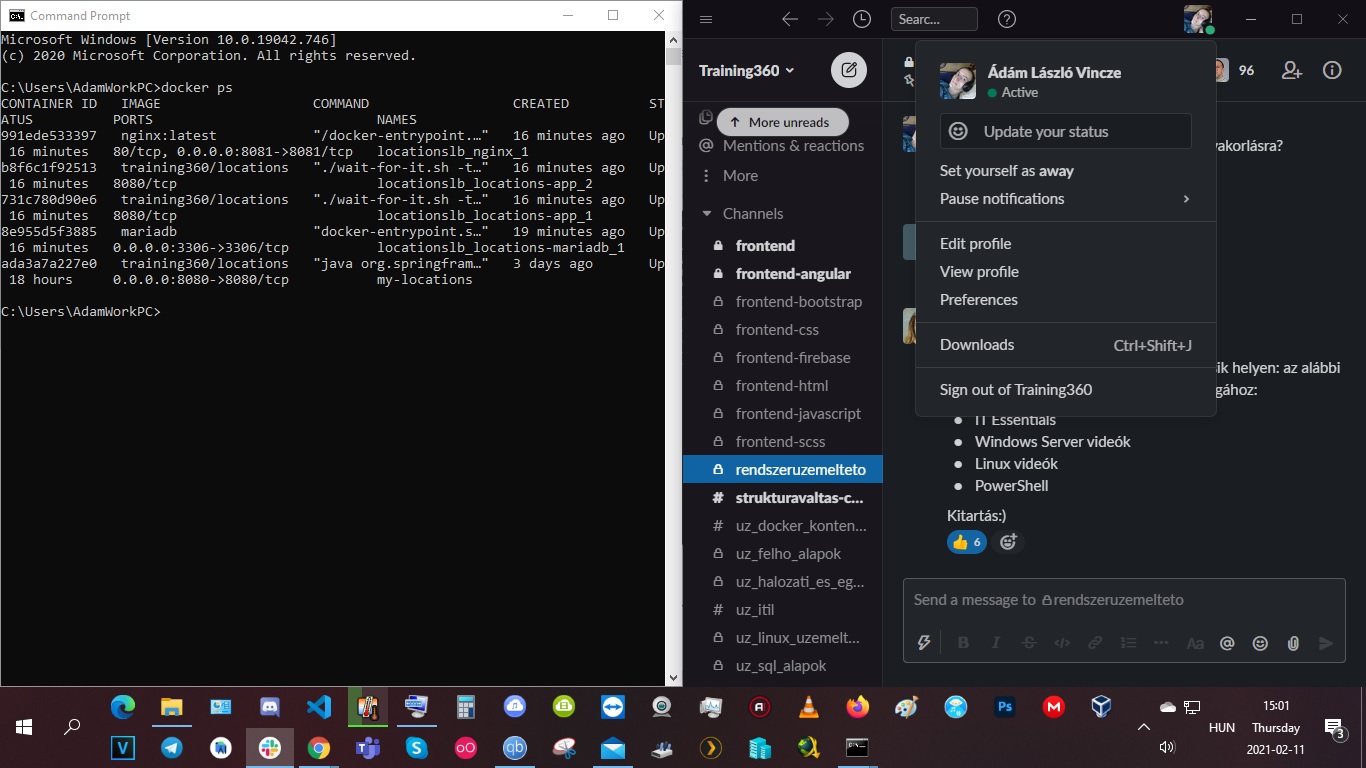 Command Prompt
Microsoft Windows [Version 10.0.19042.746]
(c) 2020 Microsoft Corporation. All rights reserved.
C:\Users\AdamWorkPC>docker ps
CONTAINER ID   IMAGE                   COMMAND                  CREATED          ST
ATUS          PORTS                            NAMES
991ede533397   nginx:latest            "/docker-entrypoint.…"   16 minutes ago   Up
 16 minutes   80/tcp, 0.0.0.0:8081->8081/tcp   locationslb_nginx_1
b8f6c1f92513   training360/locations   "./wait-for-it.sh -t…"   16 minutes ago   Up
 16 minutes   8080/tcp                         locationslb_locations-app_2
731c780d90e6   training360/locations   "./wait-for-it.sh -t…"   16 minutes ago   Up
 16 minutes   8080/tcp                         locationslb_locations-app_1
8e955d5f3885   mariadb                 "docker-entrypoint.s…"   19 minutes ago   Up
 16 minutes   0.0.0.0:3306->3306/tcp           locationslb_locations-mariadb_1
ada3a7a227e0   training360/locations   "java org.springfram…"   3 days ago       Up
 18 hours     0.0.0.0:8080->8080/tcp           my-locations
C:\Users\AdamWorkPC>
Searc...
Training360
More unreads
Mentions & reactions
More
Channels
frontend
frontend-angular
frontend-bootstrap
frontend-css
frontend-firebase
frontend-html
frontend-javascript
frontend-scss
rendszeruzemelteto
# strukturavaltas-c...
# uz_docker_konten...
uz_felho_alapok
uz_halozati_es_eg...
# uz_itil
uz_linux_uzemelt...
uz_sql_alapok
96
Ádám László Vincze
Active
Update your status
Set yourself as away
Pause notifications
Edit profile
View profile
Preferences
Downloads Ctrl+Shift+J
Sign out of Training360
yakorlásra?
sik helyen: az alábbi
gához:
• IT Essentials
• Windows Server videók
• Linux videók
• PowerShell
Kitartás:)
6
Send a message to rendszeruzemelteto
B I S </> Aa @
15:01
HUN Thursday
2021-02-11
3